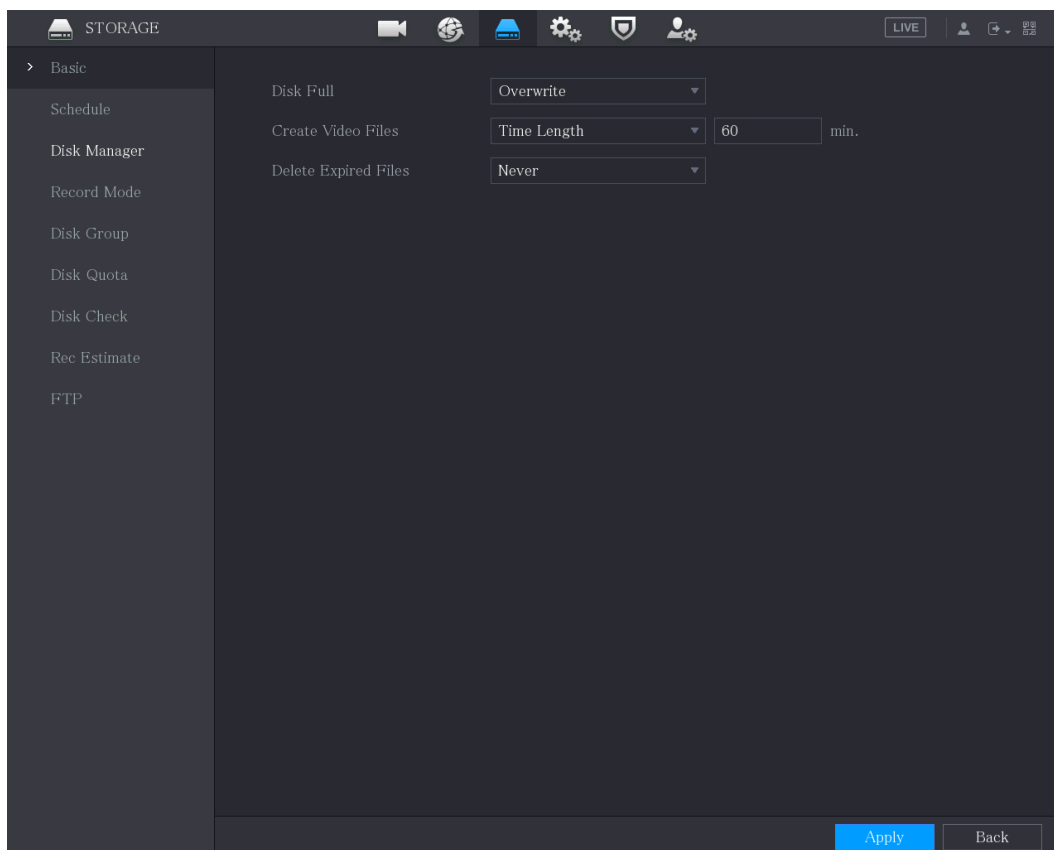 STORAGE LIVE
Basic
Schedule
Disk Manager
Record Mode
Disk Group
Disk Quota
Disk Check
Rec Estimate
FTP
Disk Full Overwrite
Create Video Files Time Length 60 min.
Delete Expired Files Never
Apply Back